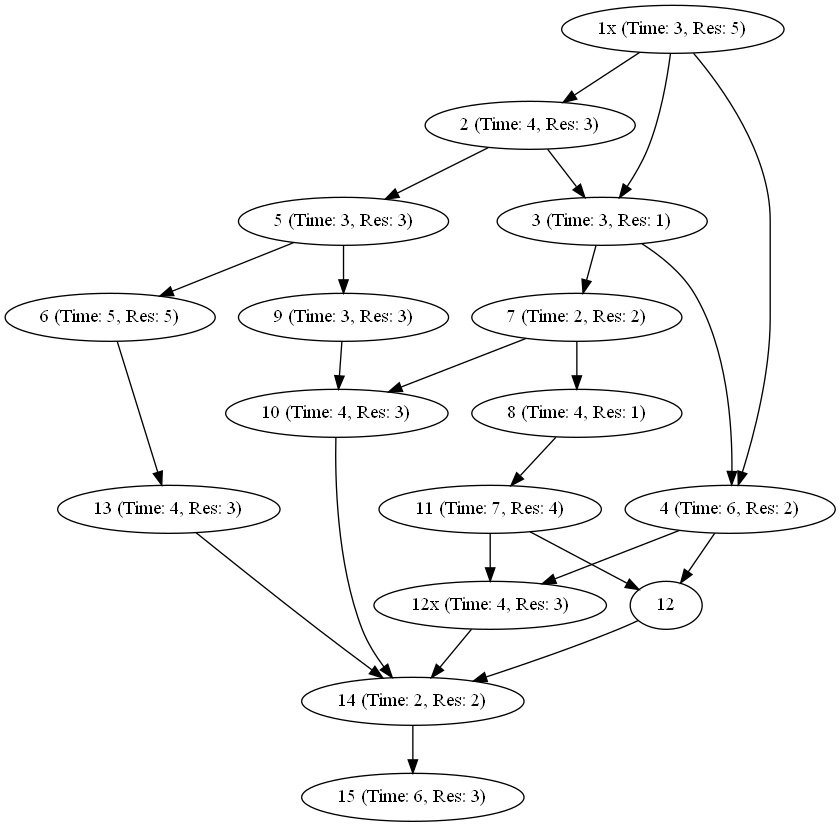 1x (Time: 3, Res: 5)
2 (Time: 4, Res: 3)
5 (Time: 3, Res: 3)
3 (Time: 3, Res: 1)
6 (Time: 5, Res: 5)
9 (Time: 3, Res: 3)
7 (Time: 2, Res: 2)
10 (Time: 4, Res: 3)
8 (Time: 4, Res: 1)
13 (Time: 4, Res: 3)
11 (Time: 7, Res: 4)
4 (Time: 6, Res: 2)
12x (Time: 4, Res: 3)
12
14 (Time: 2, Res: 2)
15 (Time: 6, Res: 3)